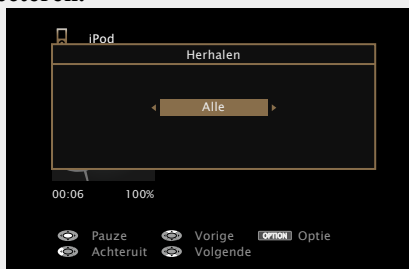 iPod
Herhalen
Alle
00:06 100%
Pauze Vorige OPTION Optie
Achteruit Volgende